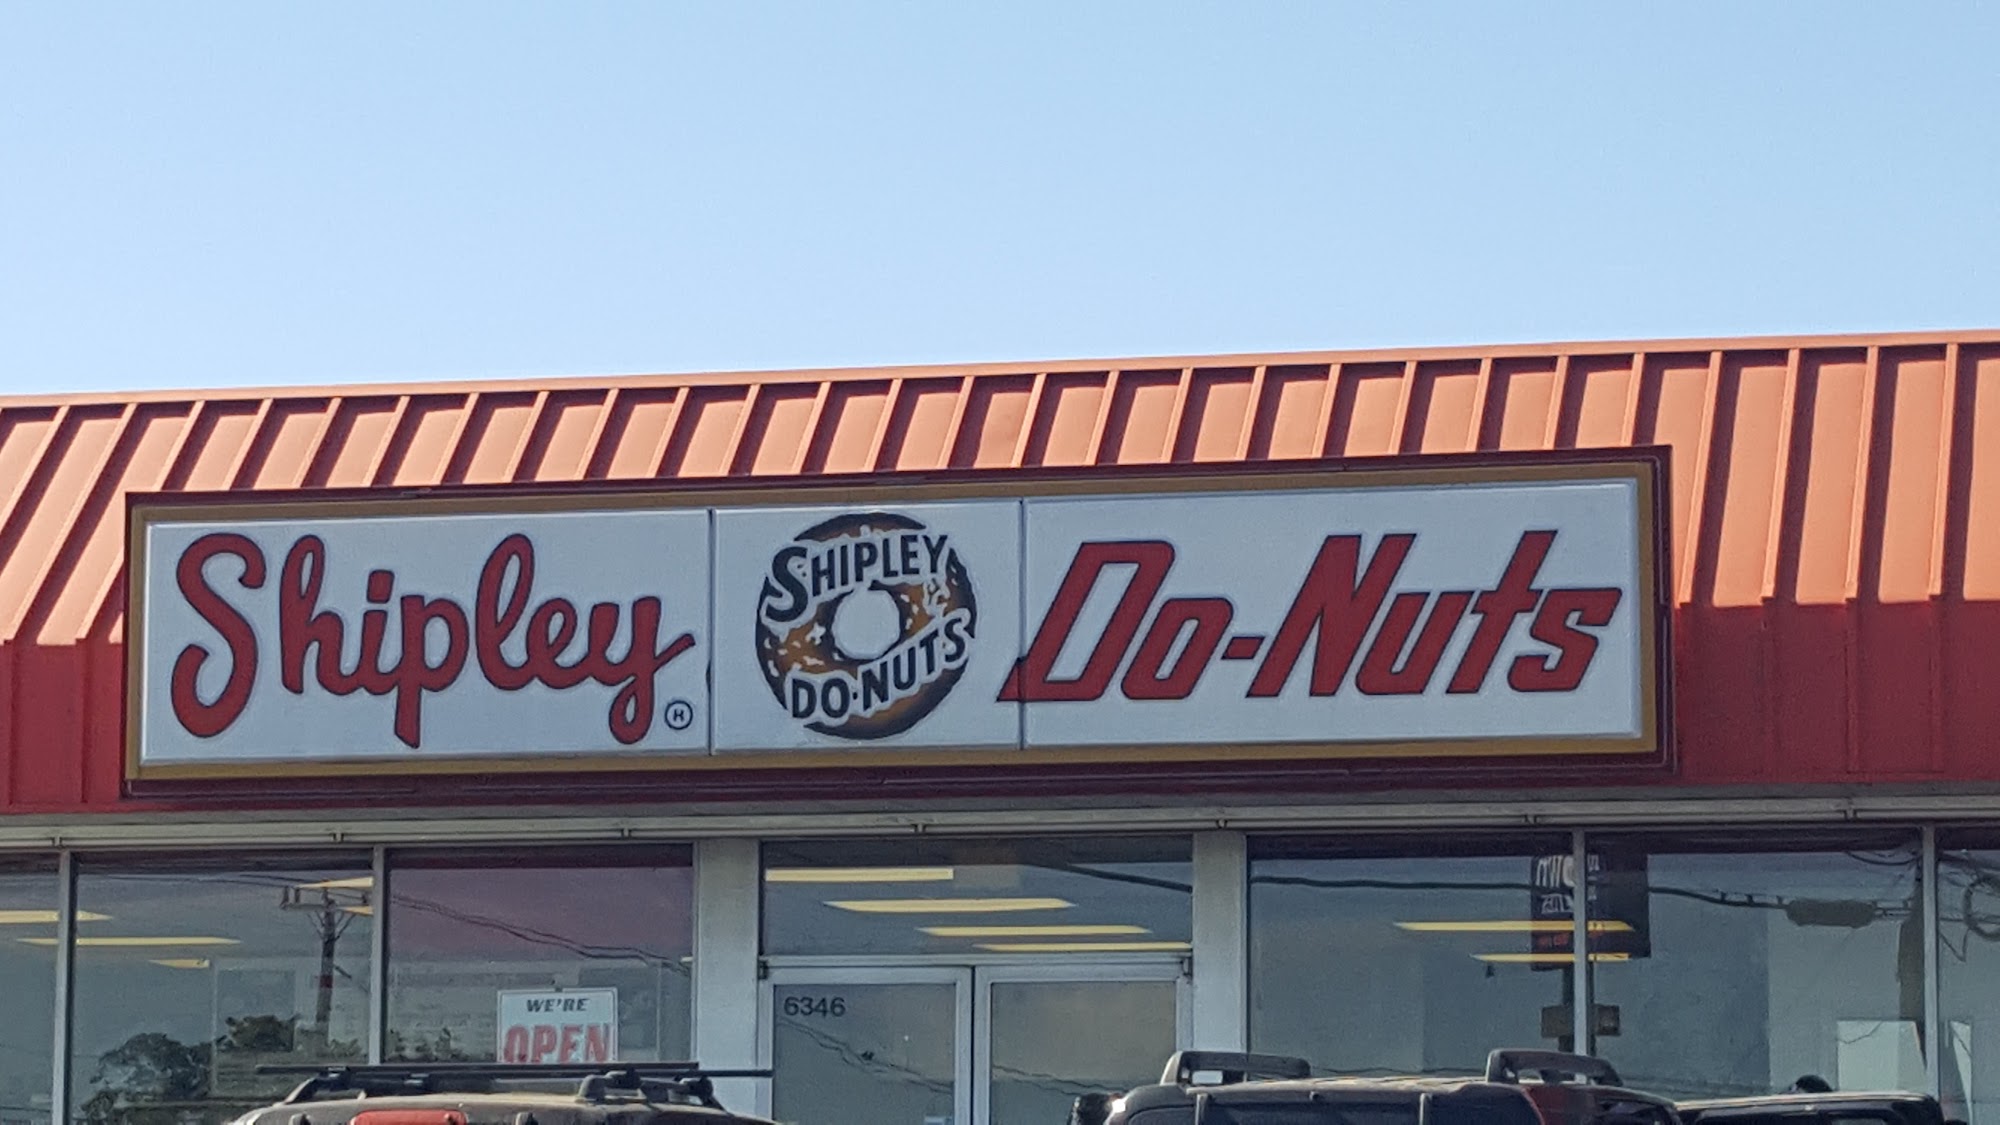 Shipley ® SHIPLEY DO-NUTS Do-Nuts
WE'RE
OPEN
6346